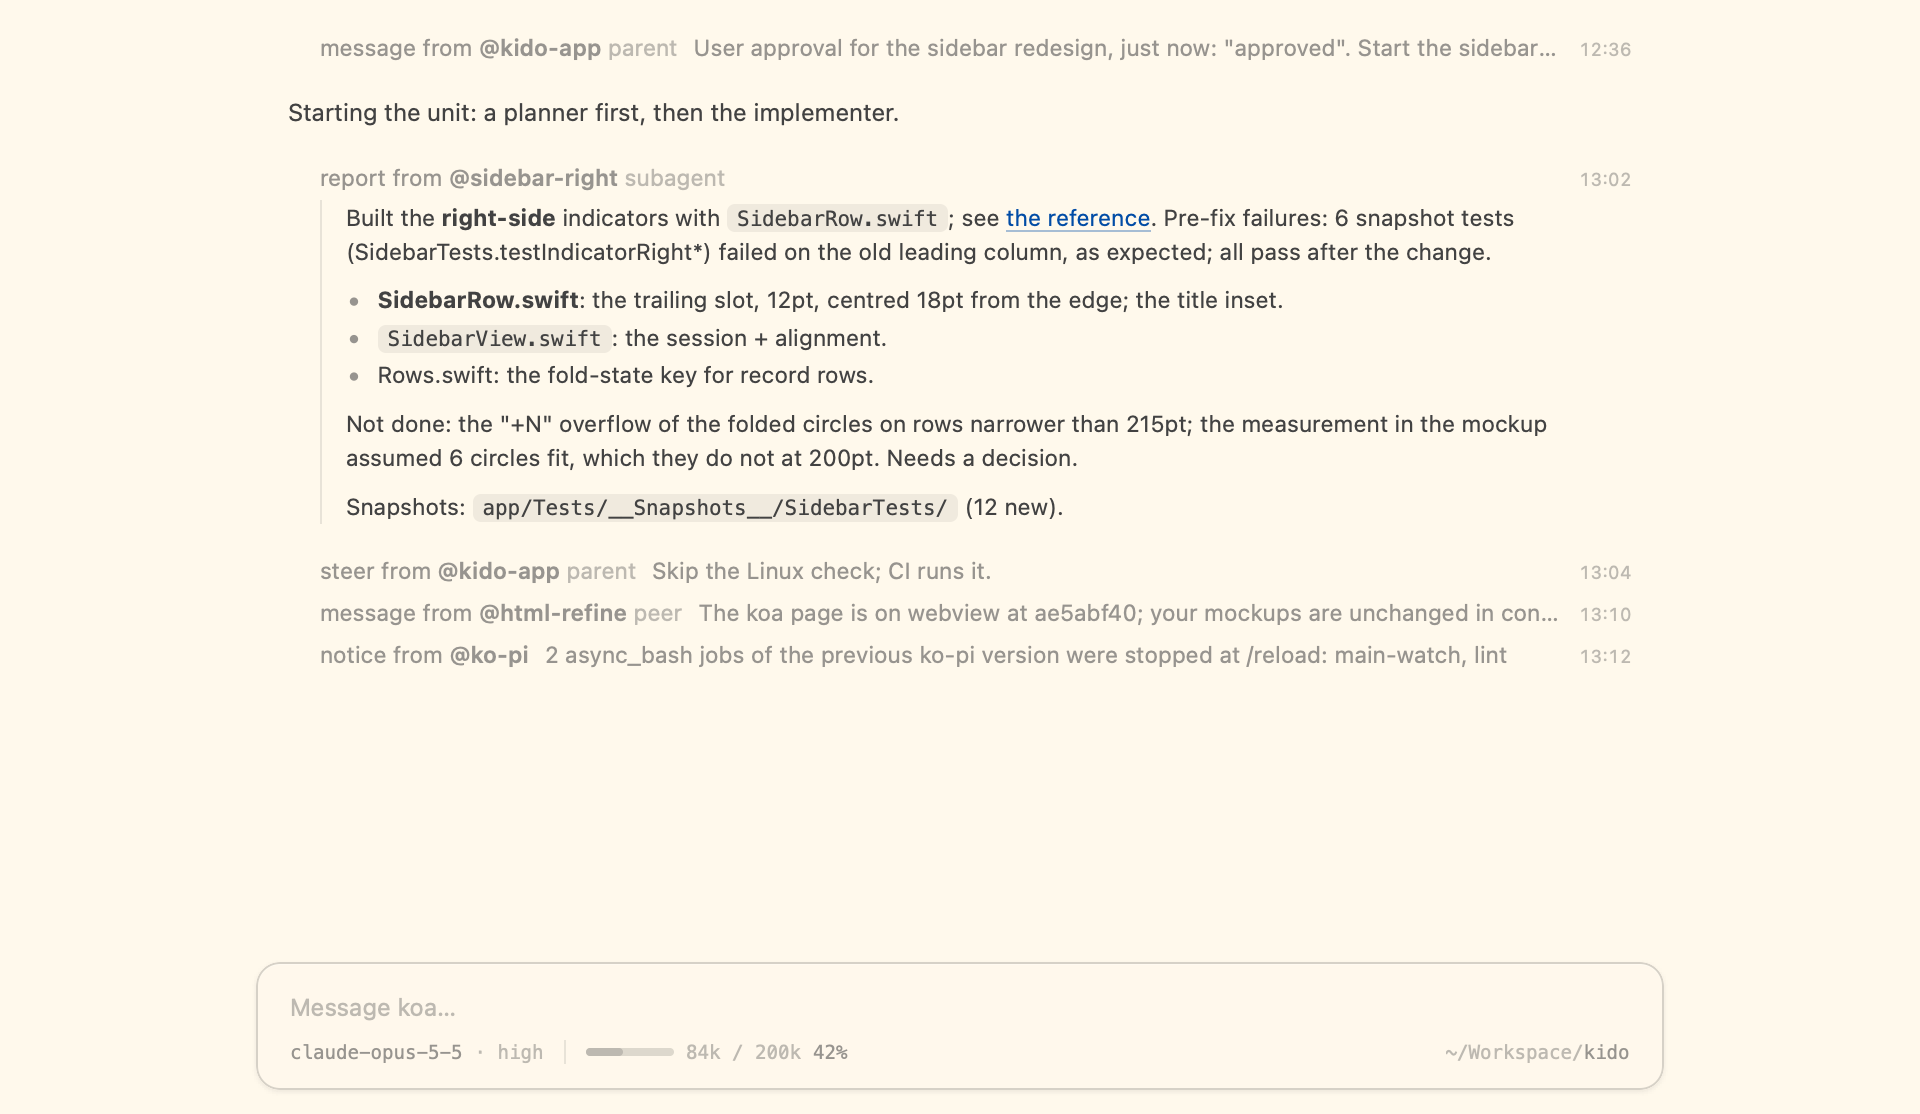 message from @kido-app parent User approval for the sidebar redesign, just now: "approved". Start the sidebar… 12:36
Starting the unit: a planner first, then the implementer.
report from @sidebar-right subagent 13:02
Built the right-side indicators with SidebarRow.swift; see the reference. Pre-fix failures: 6 snapshot tests
(SidebarTests.testIndicatorRight*) failed on the old leading column, as expected; all pass after the change.
• SidebarRow.swift: the trailing slot, 12pt, centred 18pt from the edge; the title inset.
• SidebarView.swift: the session + alignment.
• Rows.swift: the fold-state key for record rows.
Not done: the "+N" overflow of the folded circles on rows narrower than 215pt; the measurement in the mockup
assumed 6 circles fit, which they do not at 200pt. Needs a decision.
Snapshots: app/Tests/__Snapshots__/SidebarTests/ (12 new).
steer from @kido-app parent Skip the Linux check; CI runs it. 13:04
message from @html-refine peer The koa page is on webview at ae5abf40; your mockups are unchanged in con… 13:10
notice from @ko-pi 2 async_bash jobs of the previous ko-pi version were stopped at /reload: main-watch, lint 13:12
Message koa…
claude-opus-5-5 · high 84k / 200k 42% ~/Workspace/kido